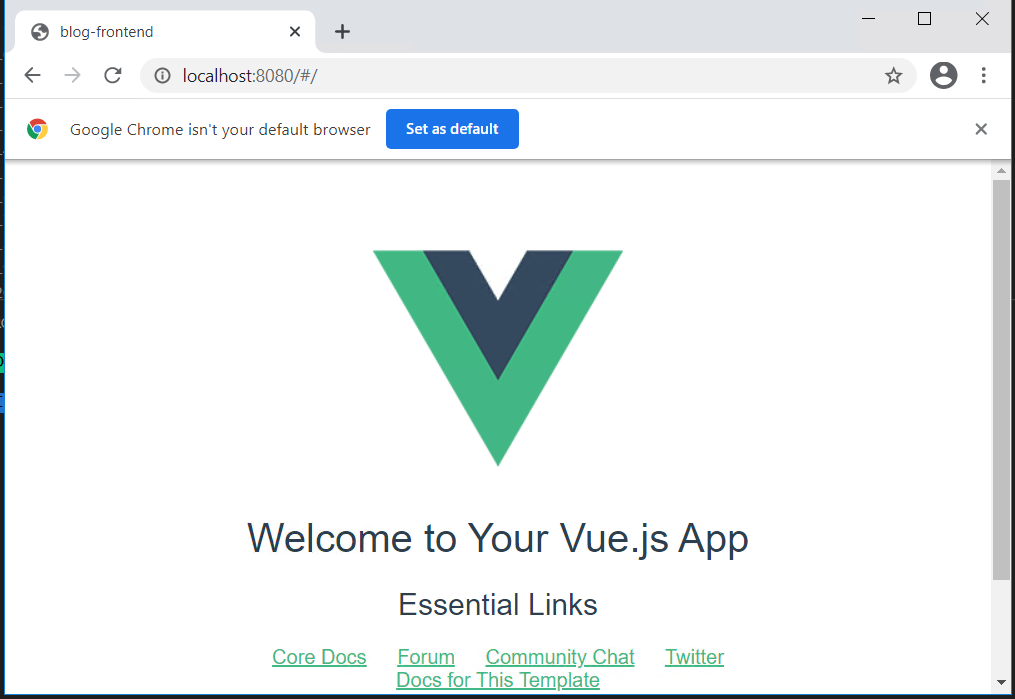 blog-frontend
localhost:8080/#/
Google Chrome isn't your default browser Set as default
Welcome to Your Vue.js App
Essential Links
Core Docs Forum Community Chat Twitter
Docs for This Template